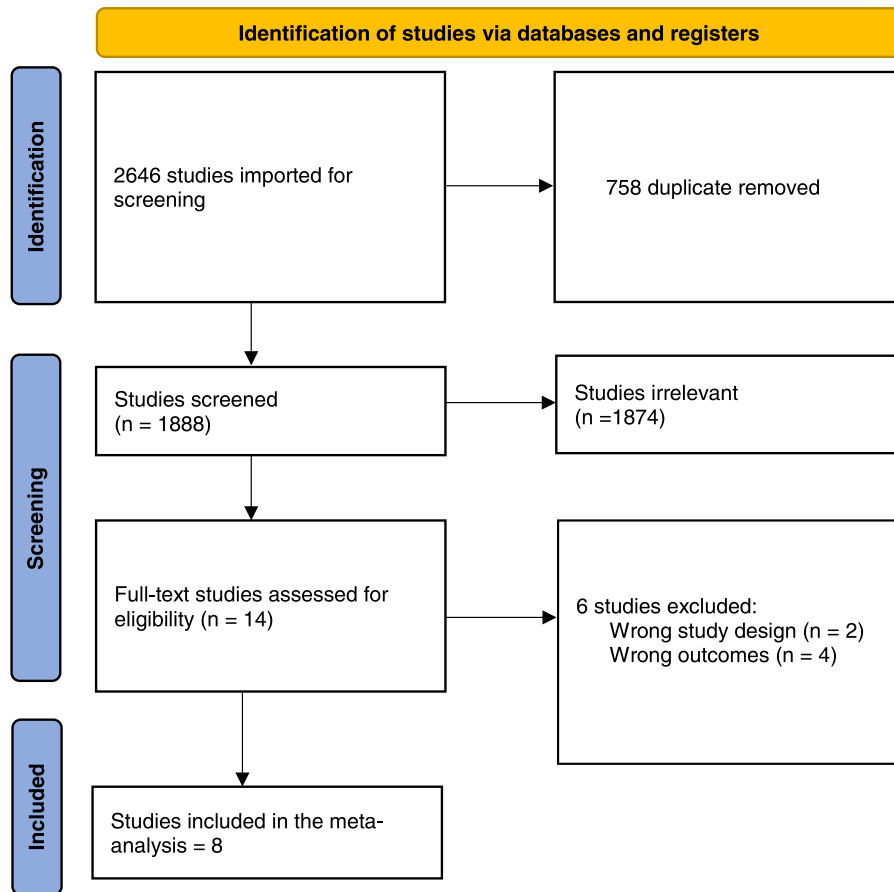 Identification of studies via databases and registers
Identification
2646 studies imported for
screening
758 duplicate removed
Screening
Studies screened
(n = 1888)
Studies irrelevant
(n =1874)
Full-text studies assessed for
eligibility (n = 14)
6 studies excluded:
Wrong study design (n = 2)
Wrong outcomes (n = 4)
Included
Studies included in the meta-
analysis = 8